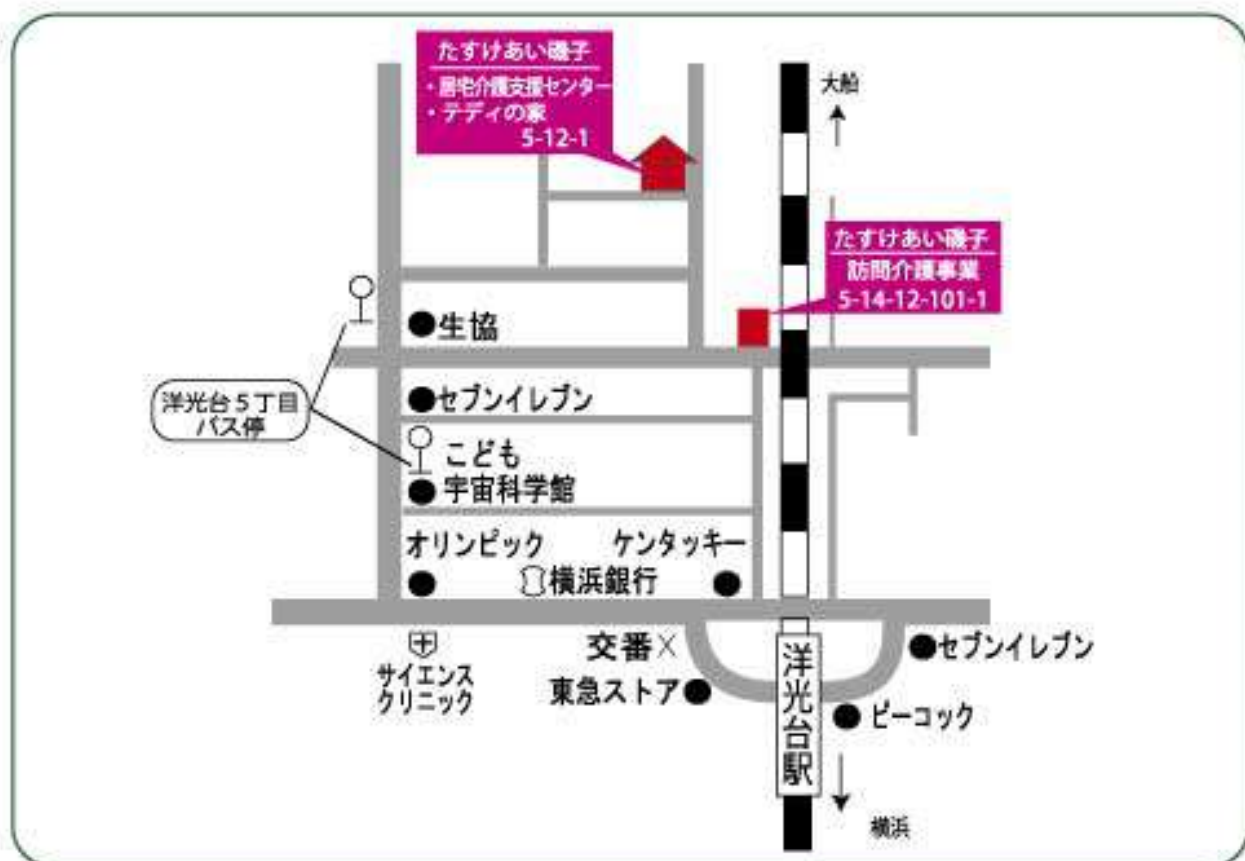 たすけあい磯子
・居宅介護支援センター
・テディの家
5-12-1
大船
たすけあい磯子
訪問介護事業
5-14-12-101-1
生協
洋光台5丁目
バス停
セブンイレブン
こども
宇宙科学館
オリンピック
ケンタッキー
横浜銀行
サイエンス
クリニック
交番
東急ストア
洋光台駅
セブンイレブン
ピーコック
横浜